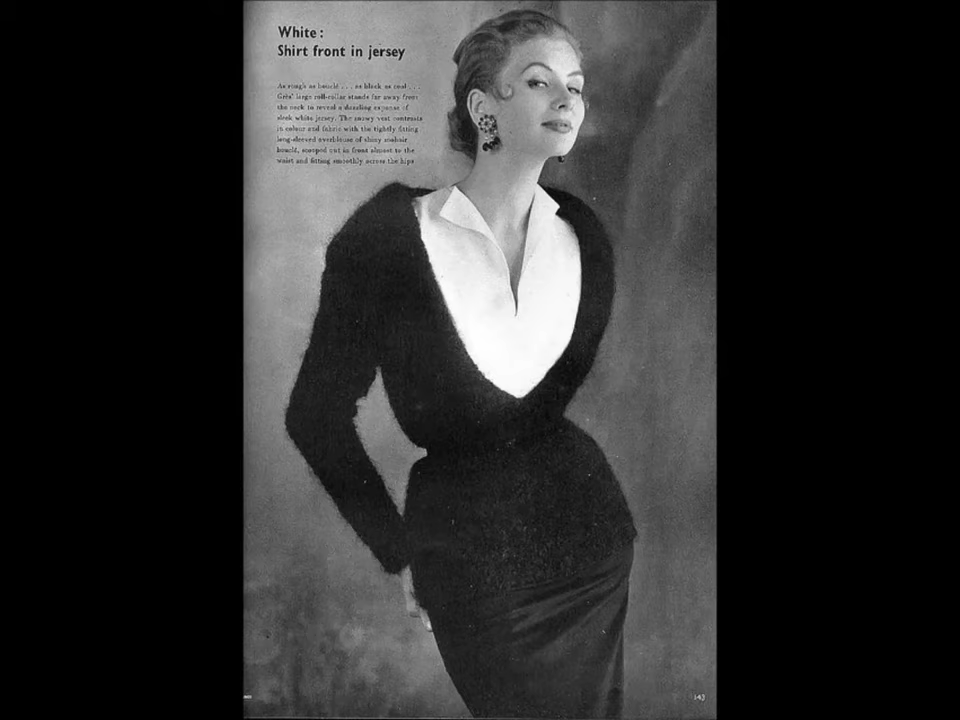 White:
Shirt front in jersey
As rough as bouclé . . . as black as coal . . .
Grès' large roll-collar stands far away from
the neck to reveal a dazzling expanse of
sleek white jersey. The snowy vest contrasts
in colour and fabric with the tightly fitting
long-sleeved overblouse of shiny mohair
bouclé, scooped out in front almost to the
waist and fitting smoothly across the hips
143